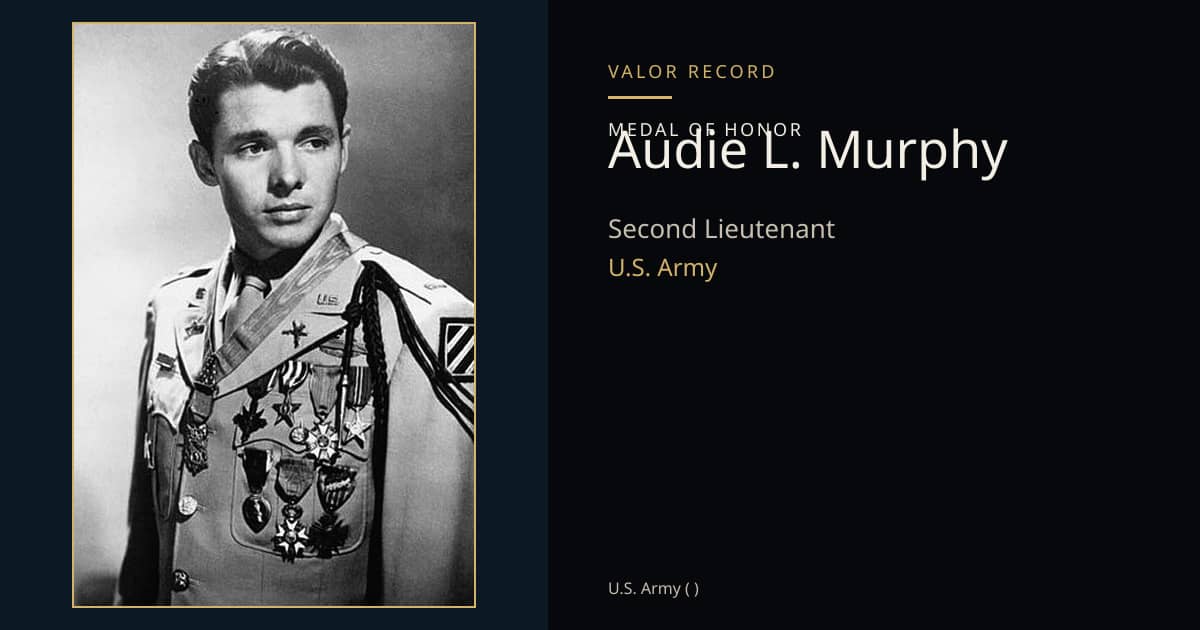 VALOR RECORD
MEDAL OF HONOR
Audie L. Murphy
Second Lieutenant
U.S. Army
U.S. Army ( )
U.S.